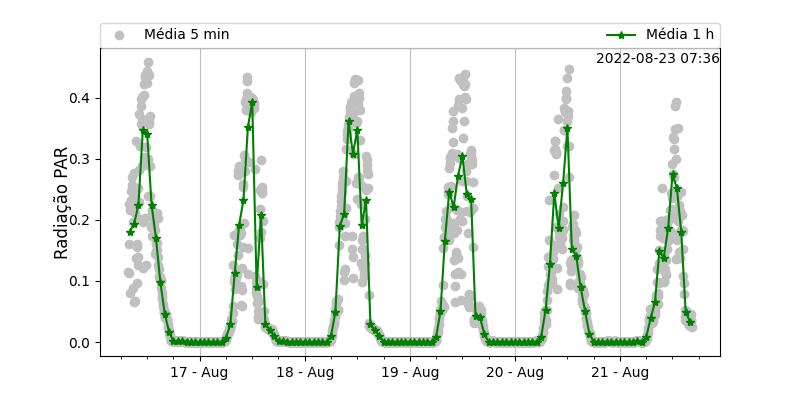 Média 5 min
Média 1 h
2022-08-23 07:36
0.4
0.3
0.2
0.1
0.0
Radiação PAR
17 - Aug
18 - Aug
19 - Aug
20 - Aug
21 - Aug